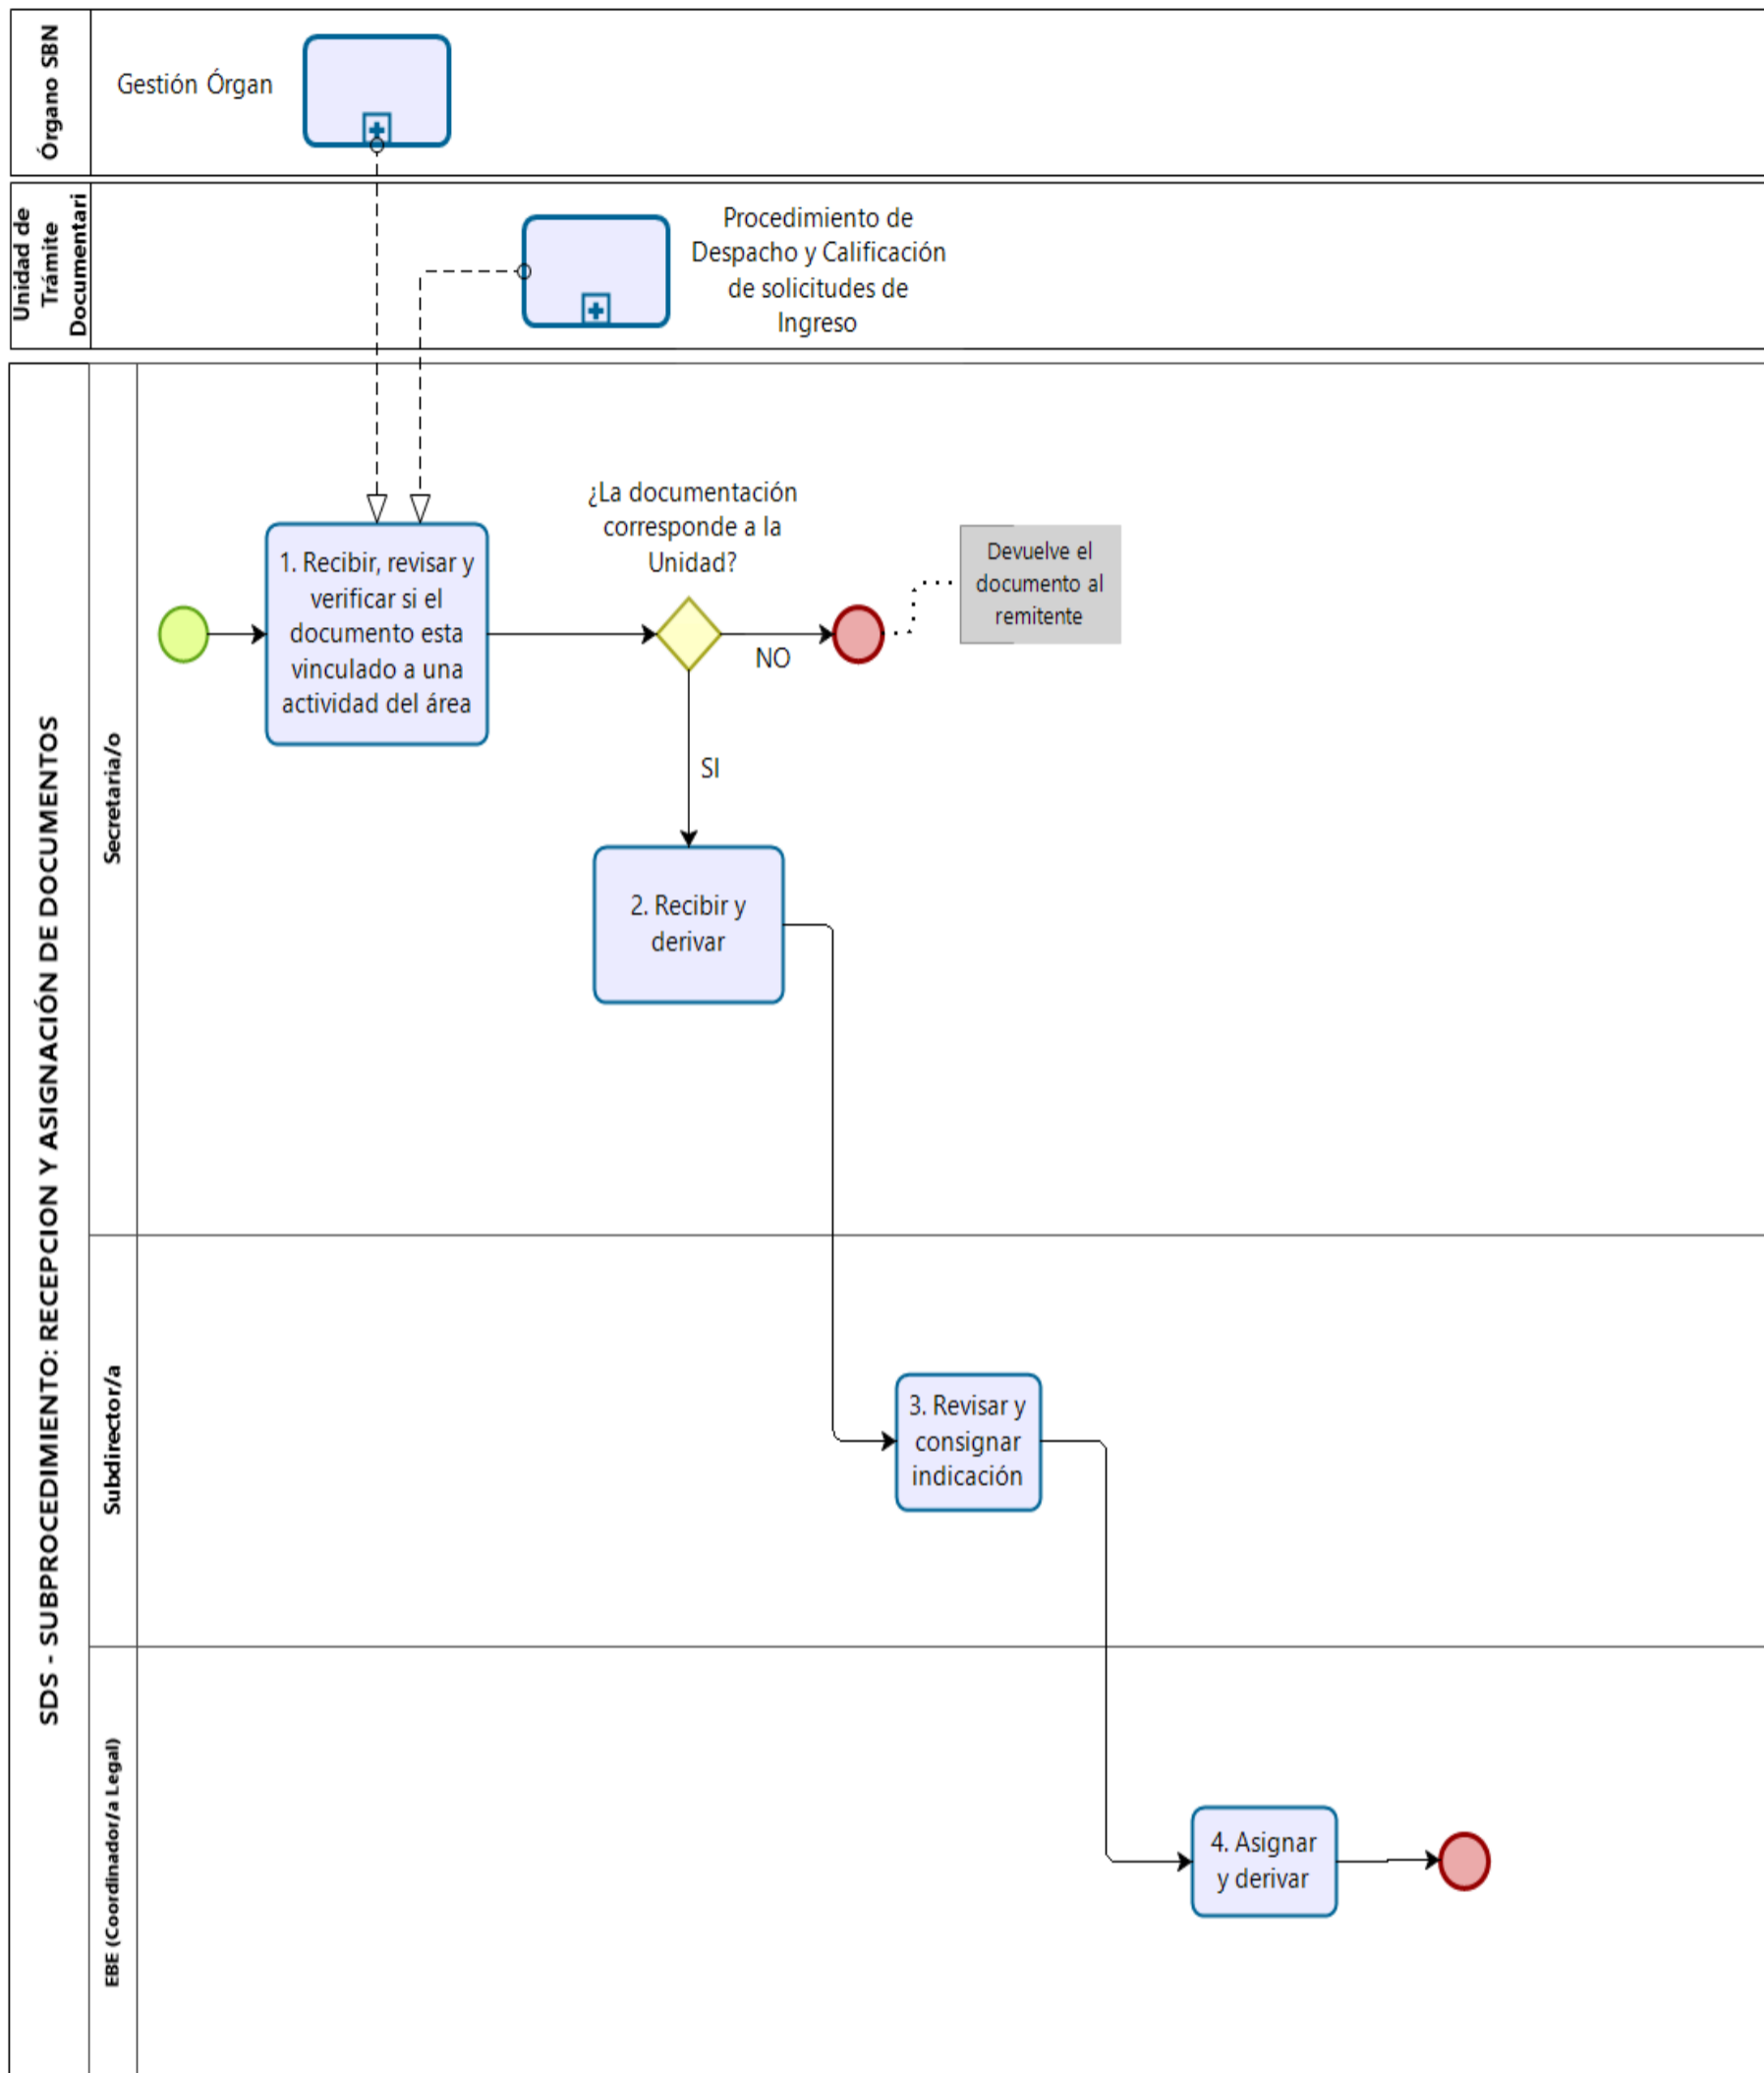 Órgano SBN
Gestión Órgan
Unidad de
Trámite
Documentari
Procedimiento de
Despacho y Calificación
de solicitudes de
Ingreso
SDS - SUBPROCEDIMIENTO: RECEPCION Y ASIGNACIÓN DE DOCUMENTOS
Secretaria/o
1. Recibir, revisar y
verificar si el
documento esta
vinculado a una
actividad del área
¿La documentación
corresponde a la
Unidad?
NO
Devuelve el
documento al
remitente
SI
2. Recibir y
derivar
Subdirector/a
3. Revisar y
consignar
indicación
EBE (Coordinador/a Legal)
4. Asignar
y derivar